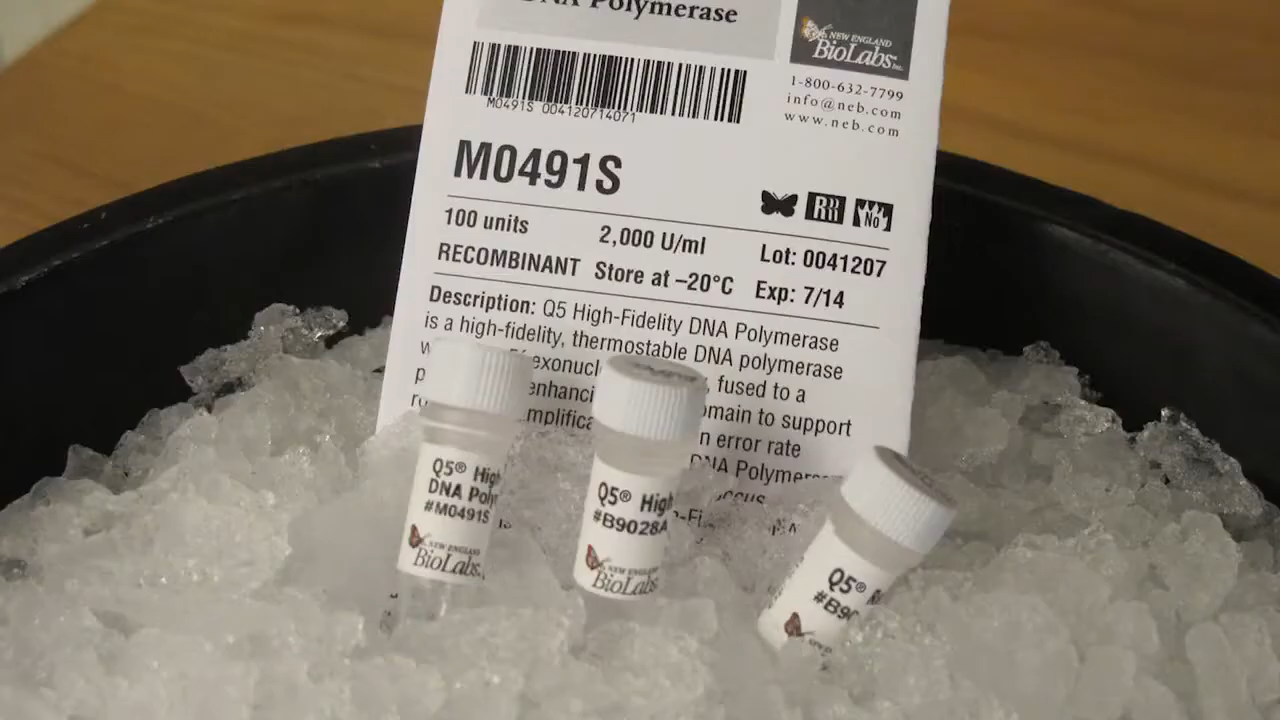 DNA Polymerase
NEW ENGLAND
BioLabs Inc.
M0491S 004120714071
1-800-632-7799
info@neb.com
www.neb.com
M0491S
R
No
100 units 2,000 U/ml Lot: 0041207
RECOMBINANT Store at –20°C Exp: 7/14
Description: Q5 High-Fidelity DNA Polymerase
is a high-fidelity, thermostable DNA polymerase
fused to a
to support
error rate
DNA
Q5® Hig
DNA Poly
#M0491S
NEW ENGLAND
BioLabs
Q5® High
#B9028A
NEW ENGLAND
BioLabs
Q5® R
#B90